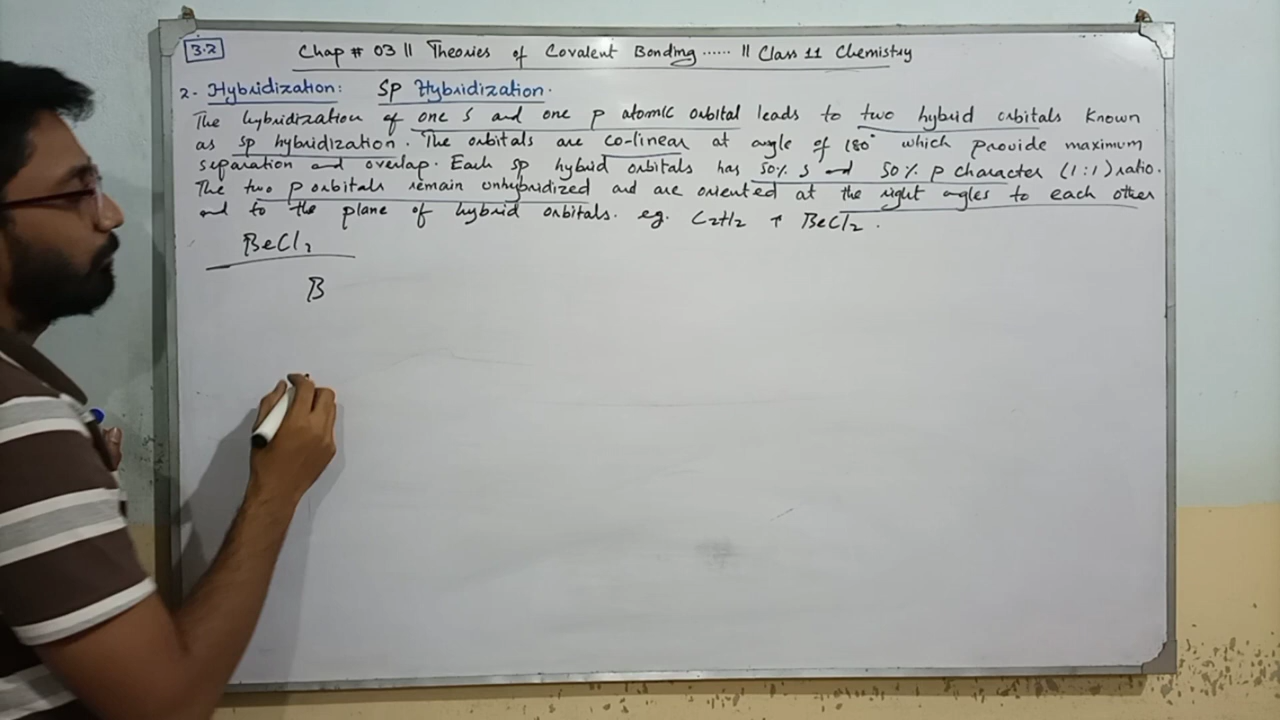 3.2
Chap # 03 || Theories of Covalent Bonding ...... || Class 11 Chemistry
2- Hybridization: Sp Hybridization.
The hybridization of one s and one p atomic orbital leads to two hybrid orbitals known
as sp hybridization. The orbitals are co-linear at angle of 180° which provide maximum
separation and overlap. Each sp hybrid orbitals has 50% s and 50% p character (1:1) ratio.
The two p orbitals remain unhybridized and are oriented at the right angles to each other
and to the plane of hybrid orbitals. eg. C2H2 + BeCl2.
BeCl2
B